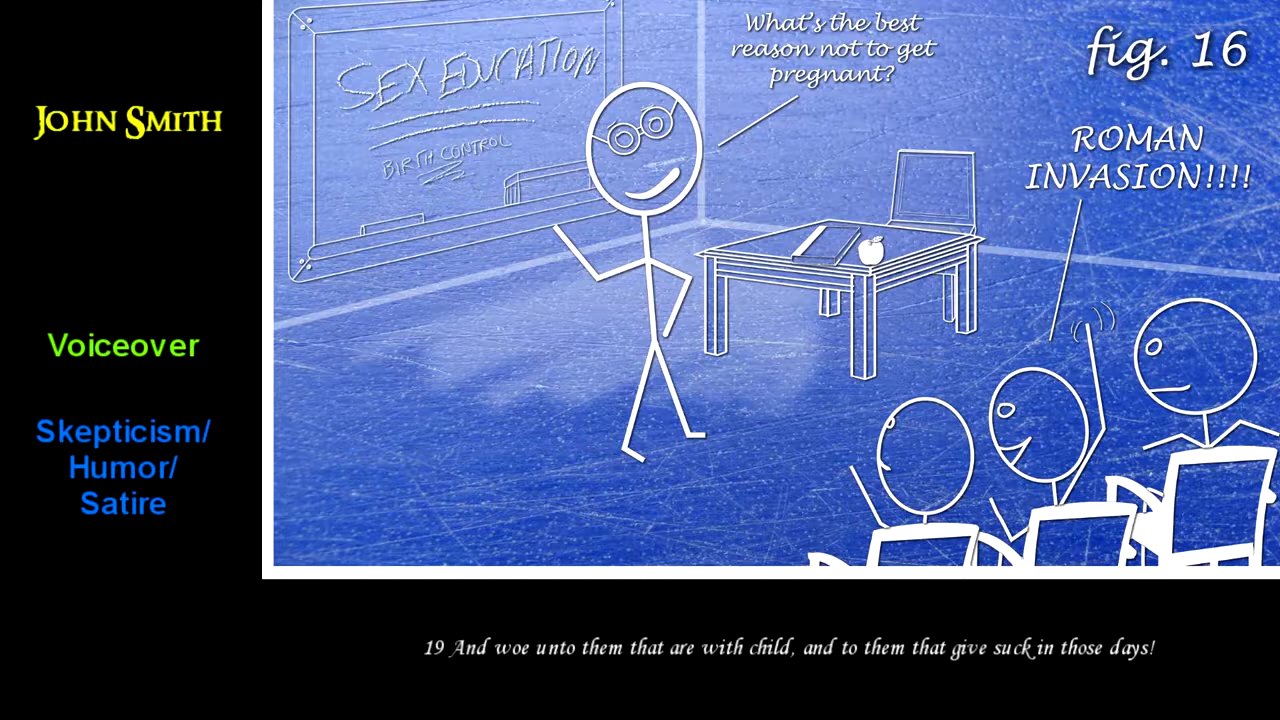 John Smith
Voiceover
Skepticism/
Humor/
Satire
SEX EDUCATION
BIRTH CONTROL
What's the best
reason not to get
pregnant?
fig. 16
ROMAN
INVASION!!!!
19 And woe unto them that are with child, and to them that give suck in those days!